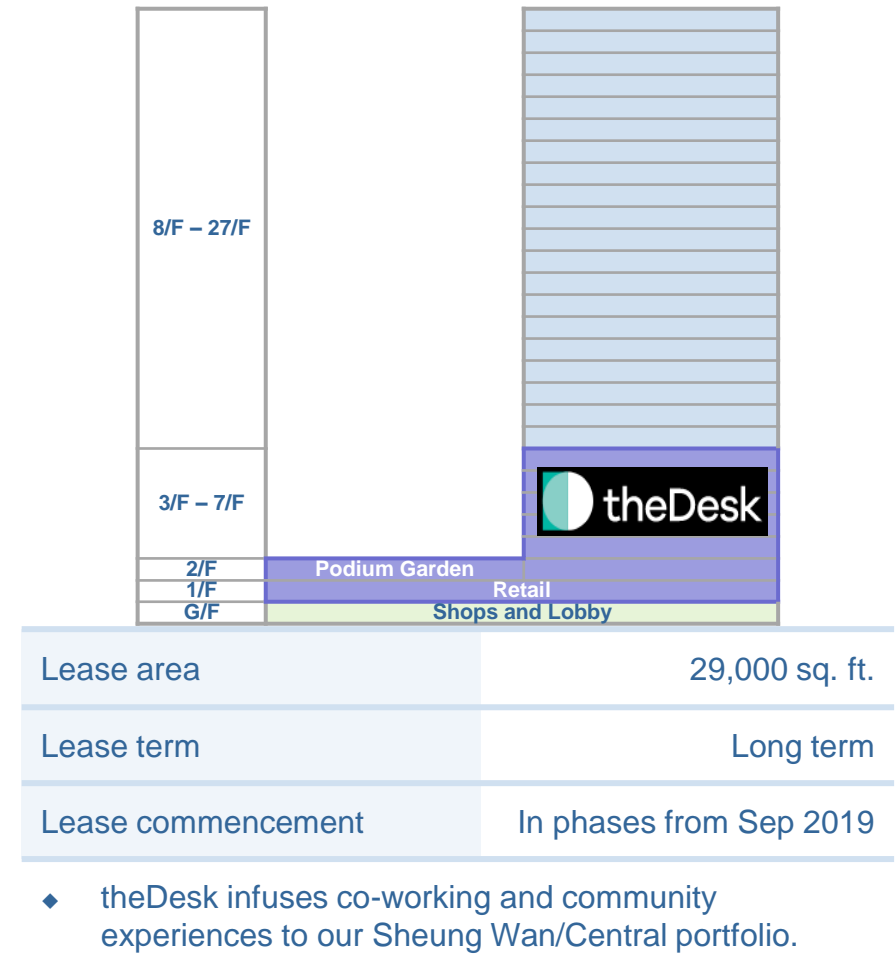 8/F – 27/F
3/F – 7/F
theDesk
2/F
Podium Garden
1/F
Retail
G/F
Shops and Lobby
Lease area
29,000 sq. ft.
Lease term
Long term
Lease commencement
In phases from Sep 2019
◆ theDesk infuses co-working and community
experiences to our Sheung Wan/Central portfolio.